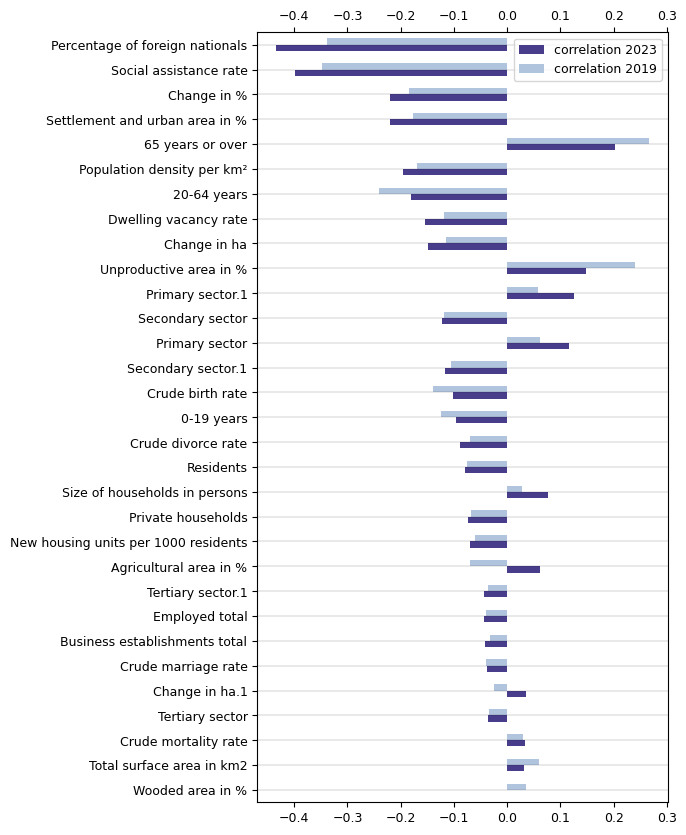 −0.4 −0.3 −0.2 −0.1 0.0 0.1 0.2 0.3
Percentage of foreign nationals
correlation 2023
Social assistance rate
correlation 2019
Change in %
Settlement and urban area in %
65 years or over
Population density per km²
20-64 years
Dwelling vacancy rate
Change in ha
Unproductive area in %
Primary sector.1
Secondary sector
Primary sector
Secondary sector.1
Crude birth rate
0-19 years
Crude divorce rate
Residents
Size of households in persons
Private households
New housing units per 1000 residents
Agricultural area in %
Tertiary sector.1
Employed total
Business establishments total
Crude marriage rate
Change in ha.1
Tertiary sector
Crude mortality rate
Total surface area in km2
Wooded area in %
−0.4 −0.3 −0.2 −0.1 0.0 0.1 0.2 0.3